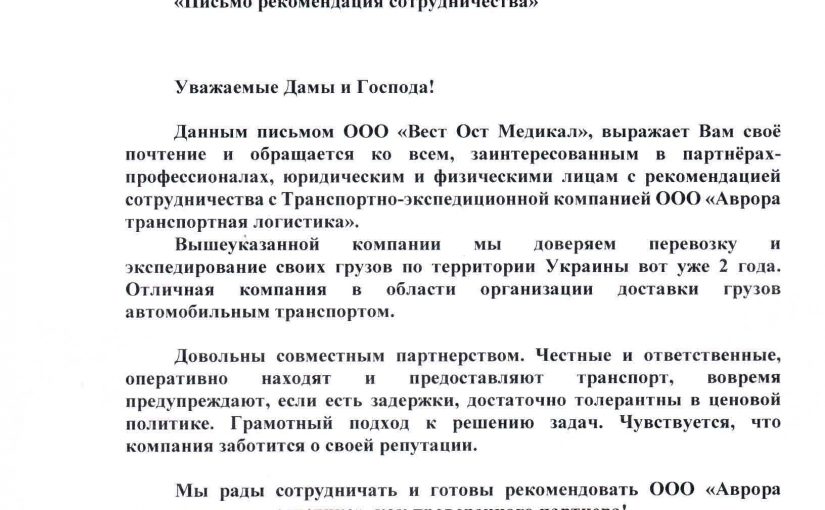 «Письмо рекомендация сотрудничества»
Уважаемые Дамы и Господа!
Данным письмом ООО «Вест Ост Медикал», выражает Вам своё
почтение и обращается ко всем, заинтересованным в партнёрах-
профессионалах, юридическим и физическими лицам с рекомендацией
сотрудничества с Транспортно-экспедиционной компанией ООО «Аврора
транспортная логистика».
Вышеуказанной компании мы доверяем перевозку и
экспедирование своих грузов по территории Украины вот уже 2 года.
Отличная компания в области организации доставки грузов
автомобильным транспортом.
Довольны совместным партнерством. Честные и ответственные,
оперативно находят и предоставляют транспорт, вовремя
предупреждают, если есть задержки, достаточно толерантны в ценовой
политике. Грамотный подход к решению задач. Чувствуется, что
компания заботится о своей репутации.
Мы рады сотрудничать и готовы рекомендовать ООО «Аврора